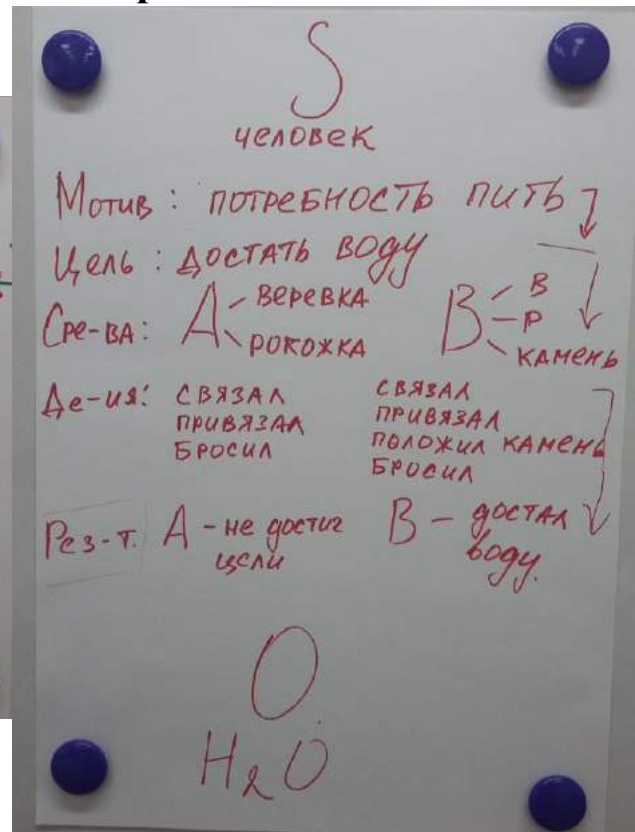 S
человек
Мотив: потребность пить
Цель: достать воду
Сре-ва: А веревка рокожка В в р камень
Де-ия: связал связал
привязал привязал
бросил положил камень
бросил
Рез-т. А - не достиг цели В - достал воду.
О
H2O